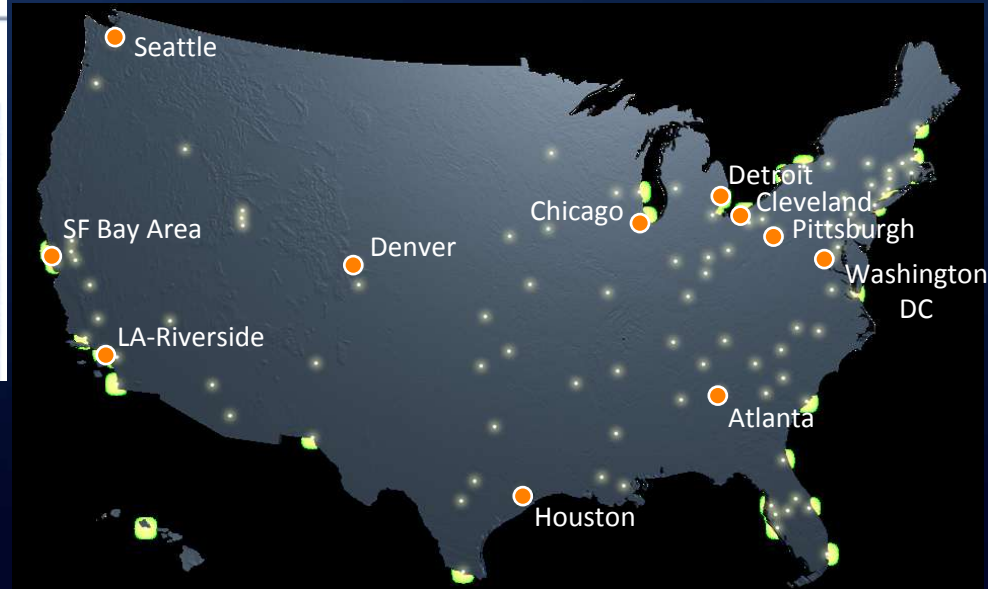 Seattle
Detroit
Cleveland
Chicago
Pittsburgh
SF Bay Area
Denver
Washington
DC
LA-Riverside
Atlanta
Houston